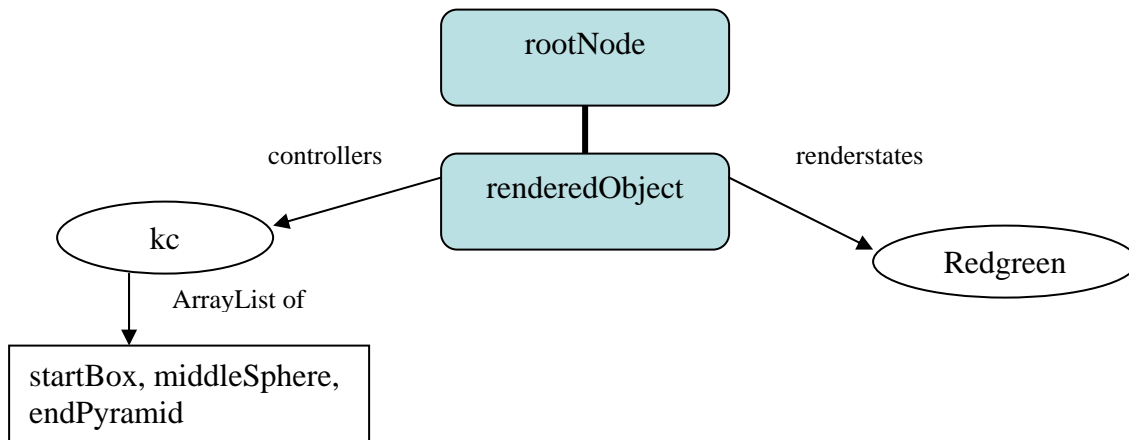 rootNode
controllers
renderstates
renderedObject
kc
Redgreen
ArrayList of
startBox, middleSphere,
endPyramid